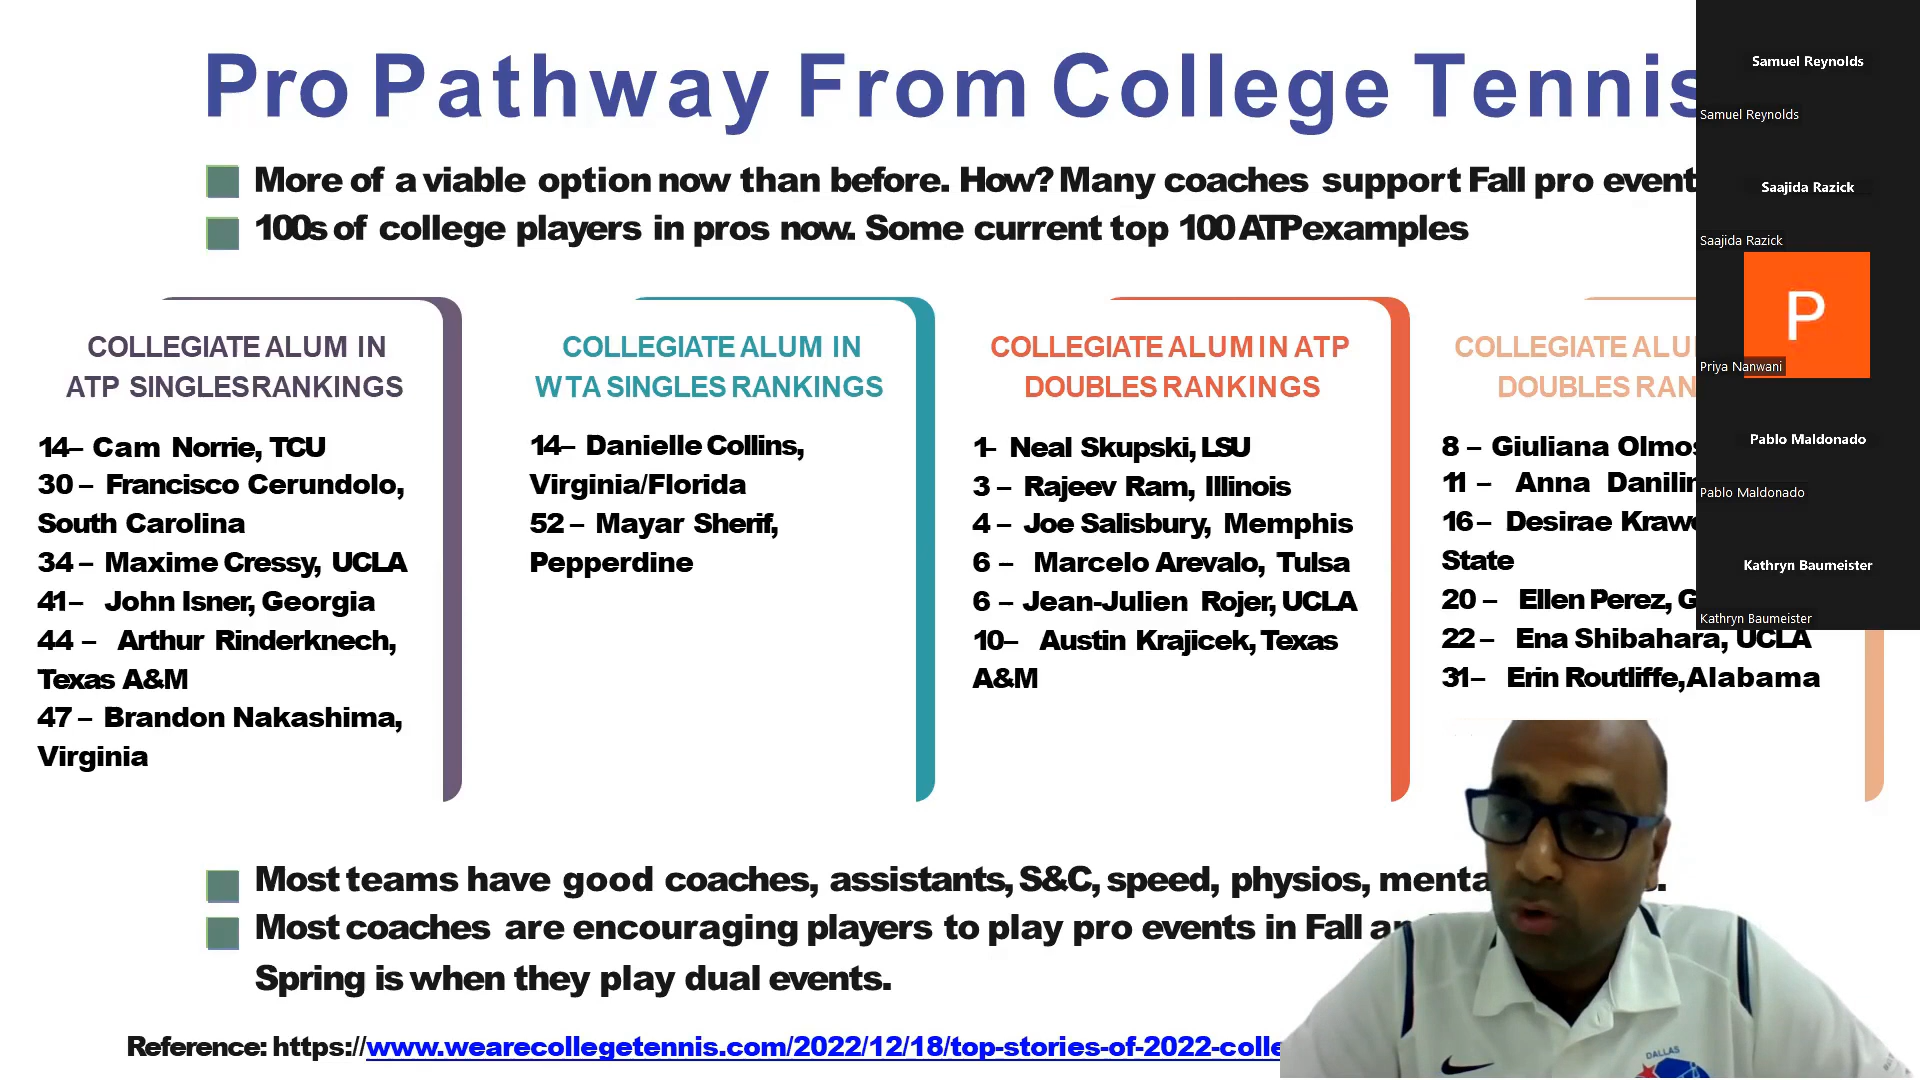 Pro Pathway From College Tennis
More of a viable option now than before. How? Many coaches support Fall pro event
100s of college players in pros now. Some current top 100 ATP examples
COLLEGIATE ALUM IN
ATP SINGLES RANKINGS
14– Cam Norrie, TCU
30 – Francisco Cerundolo,
South Carolina
34 – Maxime Cressy, UCLA
41– John Isner, Georgia
44 – Arthur Rinderknech,
Texas A&M
47 – Brandon Nakashima,
Virginia
COLLEGIATE ALUM IN
WTA SINGLES RANKINGS
14– Danielle Collins,
Virginia/Florida
52 – Mayar Sherif,
Pepperdine
COLLEGIATE ALUM IN ATP
DOUBLES RANKINGS
1– Neal Skupski, LSU
3 – Rajeev Ram, Illinois
4 – Joe Salisbury, Memphis
6 – Marcelo Arevalo, Tulsa
6 – Jean-Julien Rojer, UCLA
10– Austin Krajicek, Texas
A&M
COLLEGIATE
DOUBLES
8 – Giuliana Olmos
11 – Anna
16 – Desirae
State
20 – Ellen Perez,
22 – Ena Shibahara, UCLA
31– Erin Routliffe, Alabama
Most teams have good coaches, assistants, S&C, speed, physios,
Most coaches are encouraging players to play pro events in Fall
Spring is when they play dual events.
Reference: https://www.wearecollegetennis.com/2022/12/18/top-stories-of-2022-colle
Samuel Reynolds
Samuel Reynolds
Saajida Razick
Saajida Razick
P
Priya Nanwani
Pablo Maldonado
Pablo Maldonado
Kathryn Baumeister
Kathryn Baumeister
DALLAS